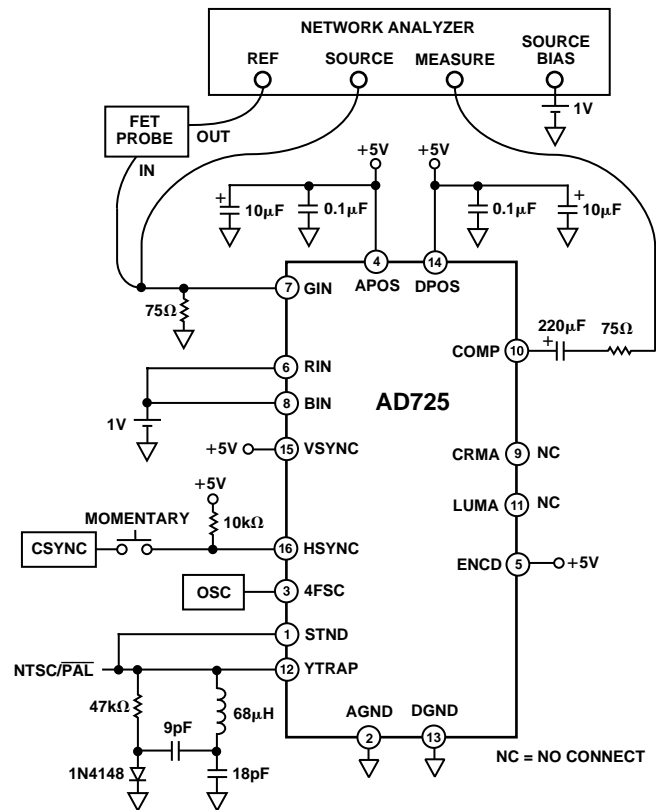 NETWORK ANALYZER
REF
SOURCE
MEASURE
SOURCE
BIAS
1V
FET
PROBE
OUT
IN
+5V
+5V
+
10µF
0.1µF
0.1µF
+
10µF
4
14
APOS
DPOS
7
GIN
75Ω
220µF
75Ω
+
COMP
10
6
RIN
8
BIN
1V
AD725
+5V
15
VSYNC
CRMA
9
NC
+5V
LUMA
11
NC
MOMENTARY
10kΩ
CSYNC
16
HSYNC
ENCD
5
+5V
OSC
3
4FSC
1
STND
NTSC/PAL
12
YTRAP
47kΩ
68µH
9pF
1N4148
18pF
AGND
DGND
2
13
NC = NO CONNECT